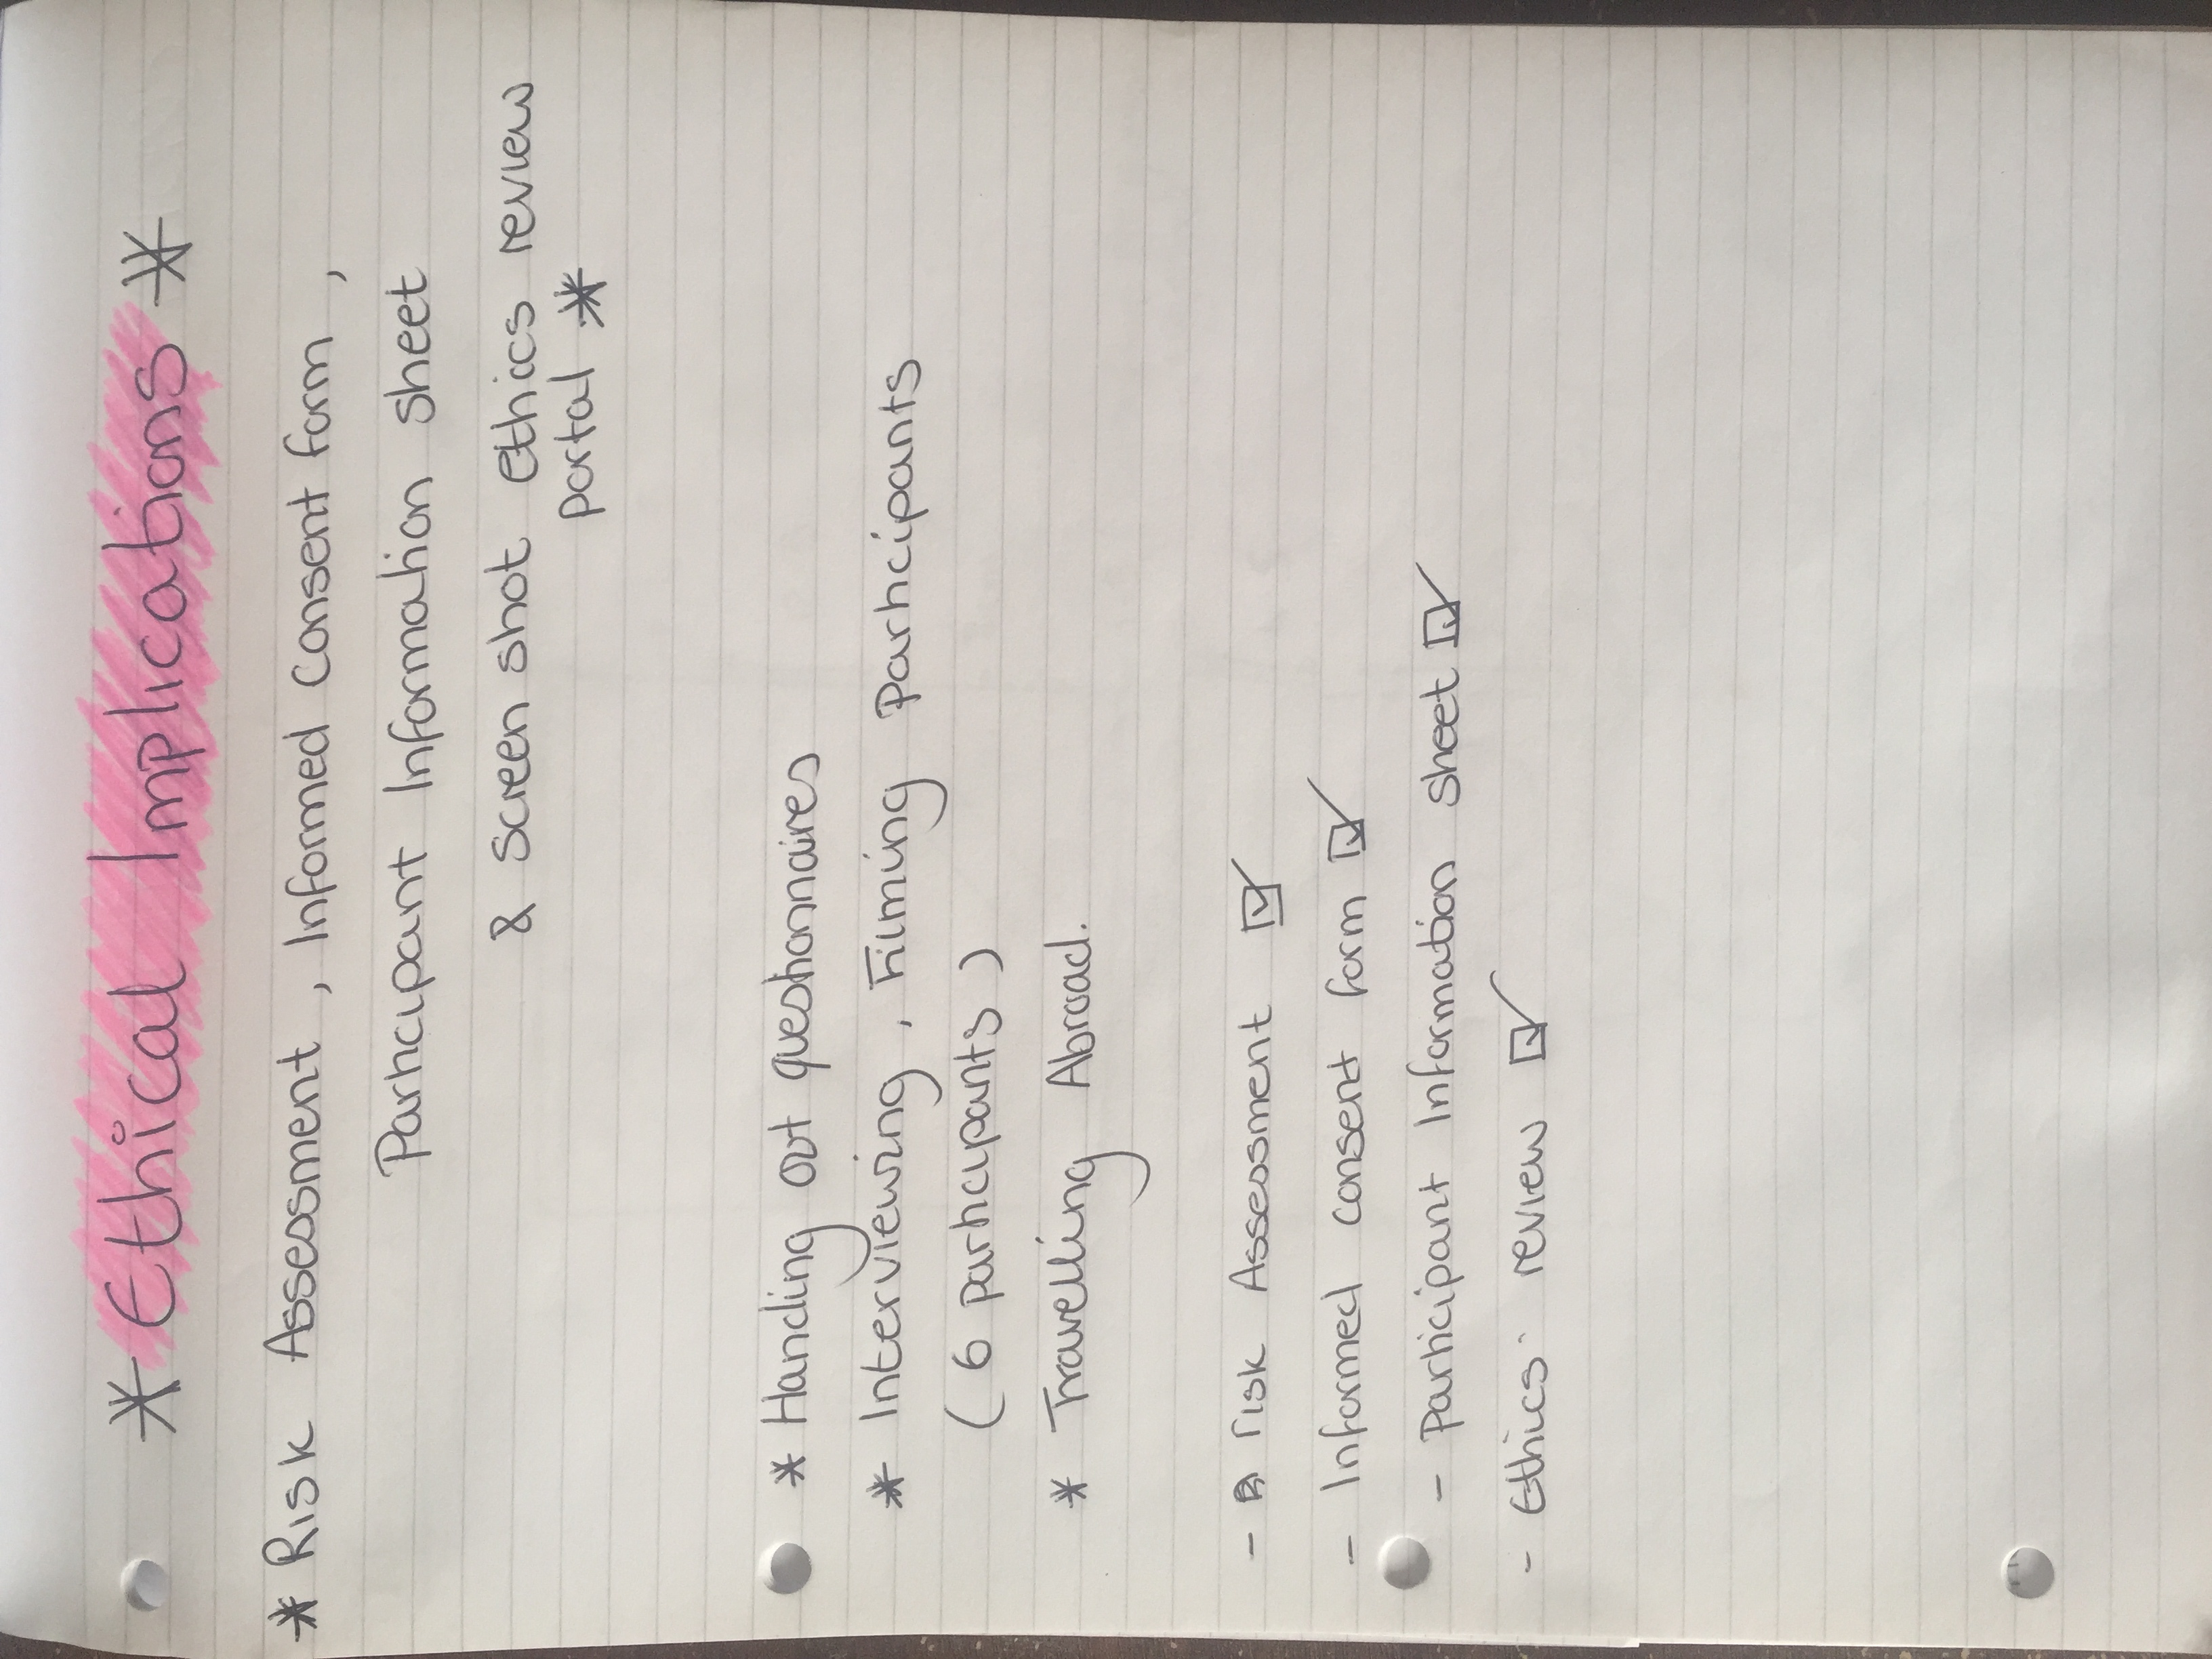 * Ethical Implications *
* Risk Assessment, Informed consent form,
Participant Information sheet
& Screen shot ethics review
portal *
* Handing out questionnaires
* Interviewing, Filming Participants
(6 participants)
* Travelling Abroad.
- risk Assessment ☑
- Informed consent form ☑
- Participant Information sheet ☑
- Ethics review ☑